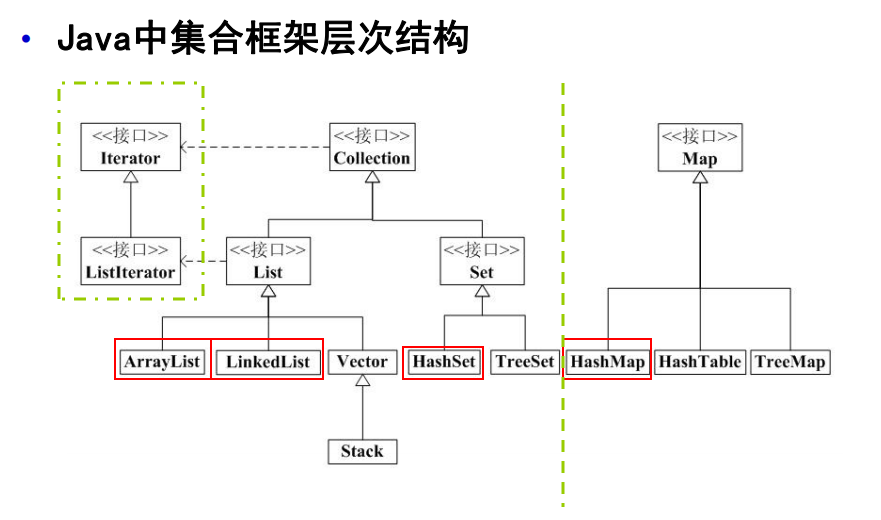 • Java中集合框架层次结构
<<接口>>
Iterator
<<接口>>
Collection
<<接口>>
Map
<<接口>>
ListIterator
<<接口>>
List
<<接口>>
Set
ArrayList
LinkedList
Vector
HashSet
TreeSet
HashMap
HashTable
TreeMap
Stack